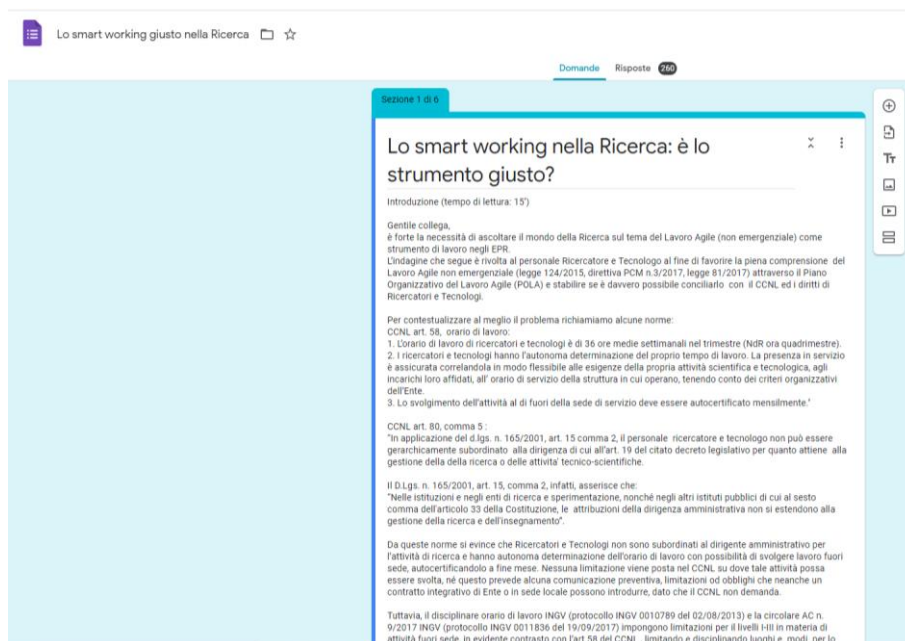 Lo smart working giusto nella Ricerca
Domande Risposte 260
Sezione 1 di 6
Lo smart working nella Ricerca: è lo
strumento giusto?
Introduzione (tempo di lettura: 15')
Gentile collega,
è forte la necessità di ascoltare il mondo della Ricerca sul tema del Lavoro Agile (non emergenziale) come
strumento di lavoro negli EPR.
L'indagine che segue è rivolta al personale Ricercatore e Tecnologo al fine di favorire la piena comprensione del
Lavoro Agile non emergenziale (legge 124/2015, direttiva PCM n.3/2017, legge 81/2017) attraverso il Piano
Organizzativo del Lavoro Agile (POLA) e stabilire se è davvero possibile conciliarlo con il CCNL ed i diritti di
Ricercatori e Tecnologi.
Per contestualizzare al meglio il problema richiamiamo alcune norme:
CCNL art. 58, orario di lavoro:
1. L'orario di lavoro di ricercatori e tecnologi è di 36 ore medie settimanali nel trimestre (NdR ora quadrimestre).
2. I ricercatori e tecnologi hanno l'autonoma determinazione del proprio tempo di lavoro. La presenza in servizio
è assicurata correlandola in modo flessibile alle esigenze della propria attività scientifica e tecnologica, agli
incarichi loro affidati, all' orario di servizio della struttura in cui operano, tenendo conto dei criteri organizzativi
dell'Ente.
3. Lo svolgimento dell'attività al di fuori della sede di servizio deve essere autocertificato mensilmente."
CCNL art. 80, comma 5 :
"In applicazione del d.lgs. n. 165/2001, art. 15 comma 2, il personale ricercatore e tecnologo non può essere
gerarchicamente subordinato alla dirigenza di cui all'art. 19 del citato decreto legislativo per quanto attiene alla
gestione della della ricerca o delle attivita' tecnico-scientifiche.
Il D.Lgs. n. 165/2001, art. 15, comma 2, infatti, asserisce che:
"Nelle istituzioni e negli enti di ricerca e sperimentazione, nonché negli altri istituti pubblici di cui al sesto
comma dell'articolo 33 della Costituzione, le attribuzioni della dirigenza amministrativa non si estendono alla
gestione della ricerca e dell'insegnamento".
Da queste norme si evince che Ricercatori e Tecnologi non sono subordinati al dirigente amministrativo per
l'attività di ricerca e hanno autonoma determinazione dell'orario di lavoro con possibilità di svolgere lavoro fuori
sede, autocertificandolo a fine mese. Nessuna limitazione viene posta nel CCNL su dove tale attività possa
essere svolta, né questo prevede alcuna comunicazione preventiva, limitazioni od obblighi che neanche un
contratto integrativo di Ente o in sede locale possono introdurre, dato che il CCNL non demanda.
Tuttavia, il disciplinare orario di lavoro INGV (protocollo INGV 0010789 del 02/08/2013) e la circolare AC n.
9/2017 INGV (protocollo INGV 0011836 del 19/09/2017) impongono limitazioni per il livelli I-III in materia di
attività fuori sede, in evidente contrasto con l'art 58 del CCNL, limitando e disciplinando luoghi e modi per lo